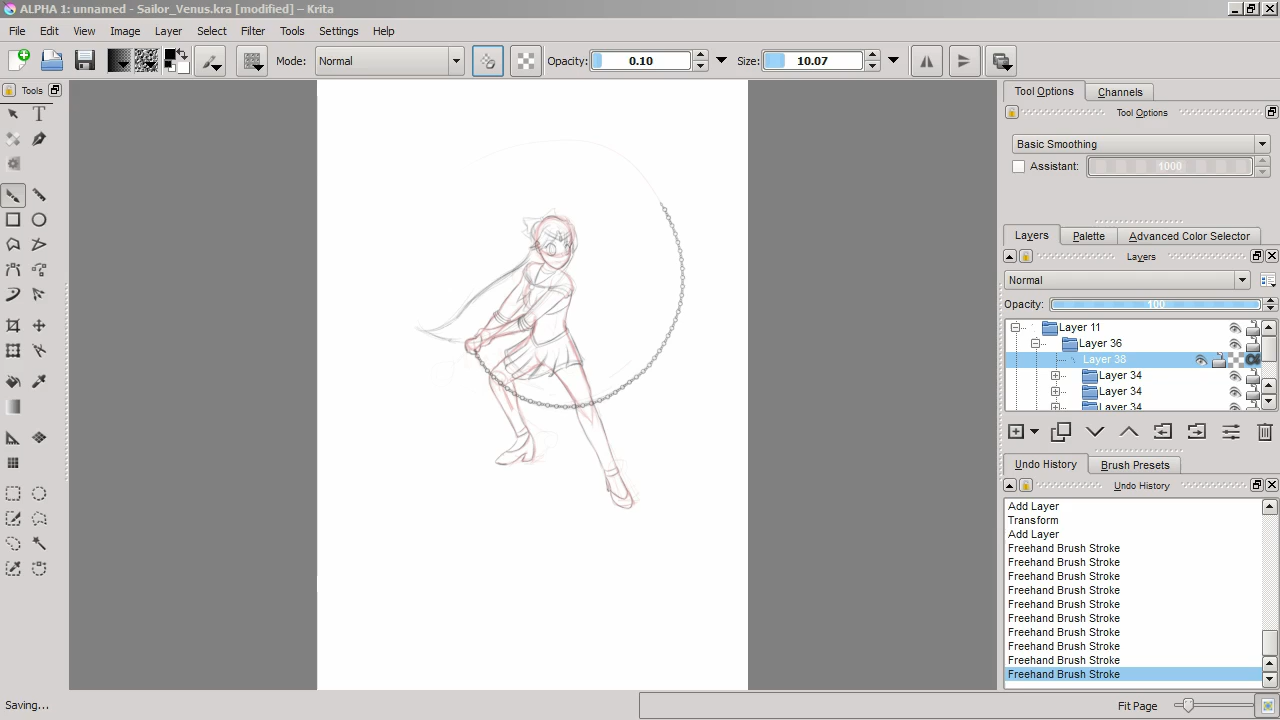 ALPHA 1: unnamed - Sailor_Venus.kra [modified] – Krita
File Edit View Image Layer Select Filter Tools Settings Help
Mode: Normal Opacity: 0.10 Size: 10.07
Tools
Tool Options Channels
Tool Options
Basic Smoothing
Assistant: 1000
Layers Palette Advanced Color Selector
Layers
Normal
Opacity: 100
Layer 11
Layer 36
Layer 38
Layer 34
Layer 34
Layer 34
Undo History Brush Presets
Undo History
Add Layer
Transform
Add Layer
Freehand Brush Stroke
Freehand Brush Stroke
Freehand Brush Stroke
Freehand Brush Stroke
Freehand Brush Stroke
Freehand Brush Stroke
Freehand Brush Stroke
Freehand Brush Stroke
Freehand Brush Stroke
Freehand Brush Stroke
Saving... Fit Page